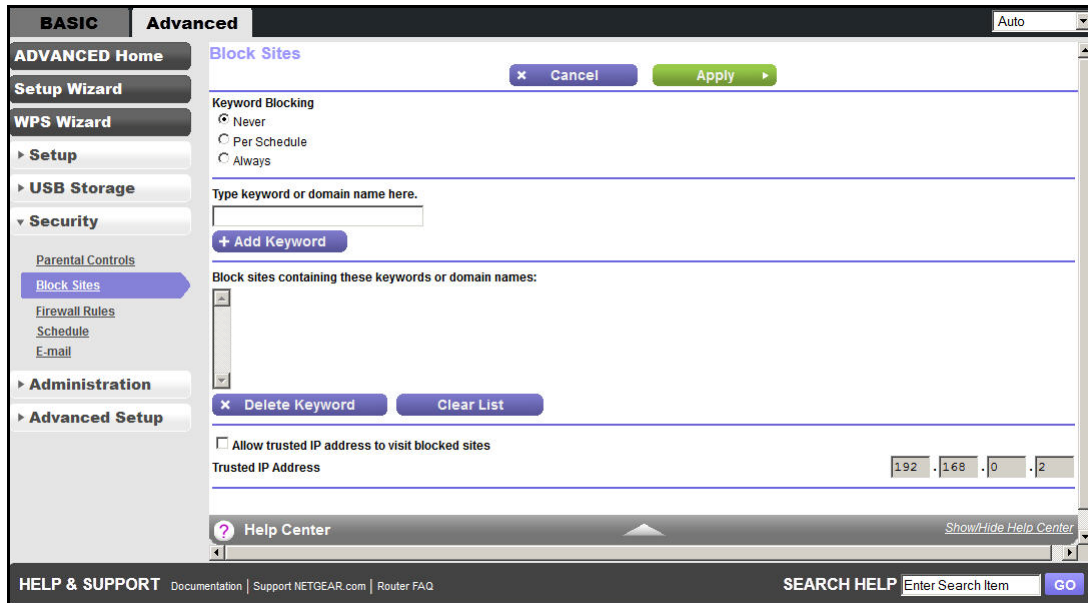 BASIC Advanced Auto
ADVANCED Home
Setup Wizard
WPS Wizard
Setup
USB Storage
Security
Parental Controls
Block Sites
Firewall Rules
Schedule
E-mail
Administration
Advanced Setup
Block Sites
Cancel Apply
Keyword Blocking
Never
Per Schedule
Always
Type keyword or domain name here.
+ Add Keyword
Block sites containing these keywords or domain names:
Delete Keyword Clear List
Allow trusted IP address to visit blocked sites
Trusted IP Address 192 . 168 . 0 . 2
? Help Center Show/Hide Help Center
HELP & SUPPORT Documentation | Support NETGEAR.com | Router FAQ SEARCH HELP Enter Search Item GO